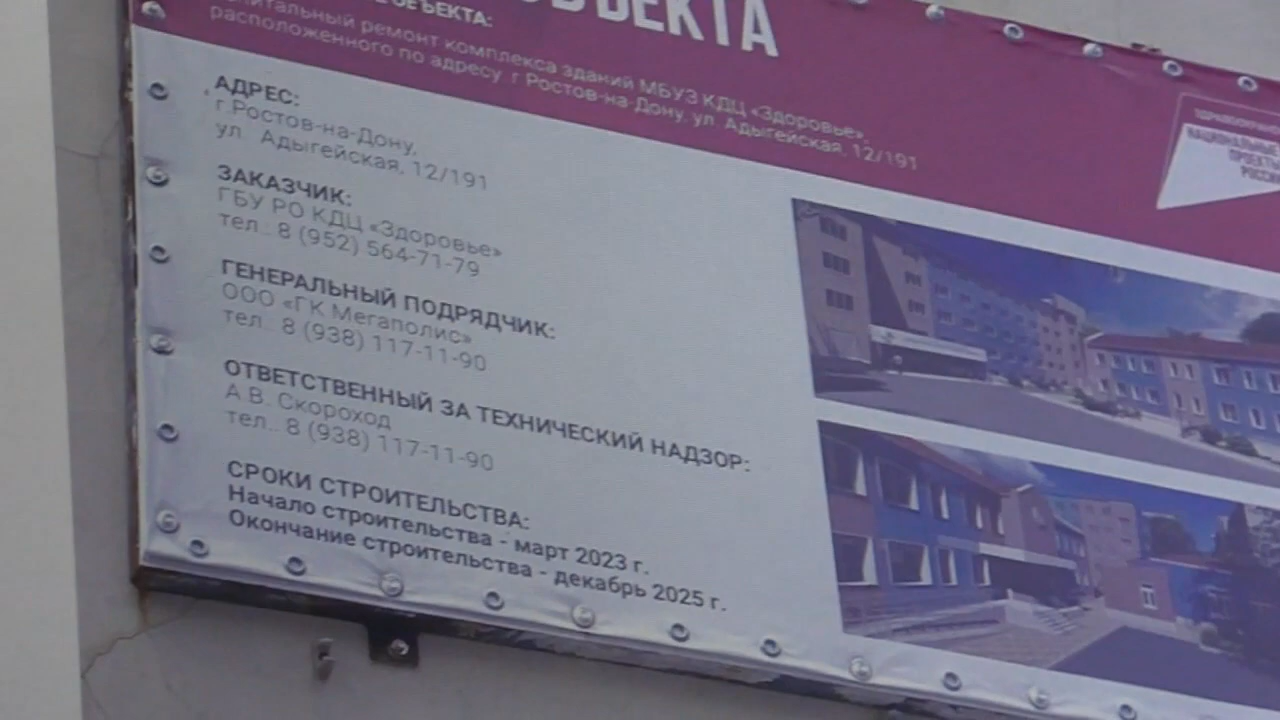 ОБЪЕКТА
ОБЪЕКТА:
ремонт комплекса зданий МБУЗ КДЦ «Здоровье»,
расположенного по адресу: г. Ростов-на-Дону, ул. Адыгейская, 12/191
НАЦИОНАЛЬНЫЕ
ПРОЕКТЫ
РОССИИ
АДРЕС:
г.Ростов-на-Дону,
ул. Адыгейская, 12/191
ЗАКАЗЧИК:
ГБУ РО КДЦ «Здоровье»
тел.: 8 (952) 564-71-79
ГЕНЕРАЛЬНЫЙ ПОДРЯДЧИК:
ООО «ГК Мегаполис»
тел.: 8 (938) 117-11-90
ОТВЕТСТВЕННЫЙ ЗА ТЕХНИЧЕСКИЙ НАДЗОР:
А.В. Скороход
тел.: 8 (938) 117-11-90
СРОКИ СТРОИТЕЛЬСТВА:
Начало строительства - март 2023 г.
Окончание строительства - декабрь 2025 г.